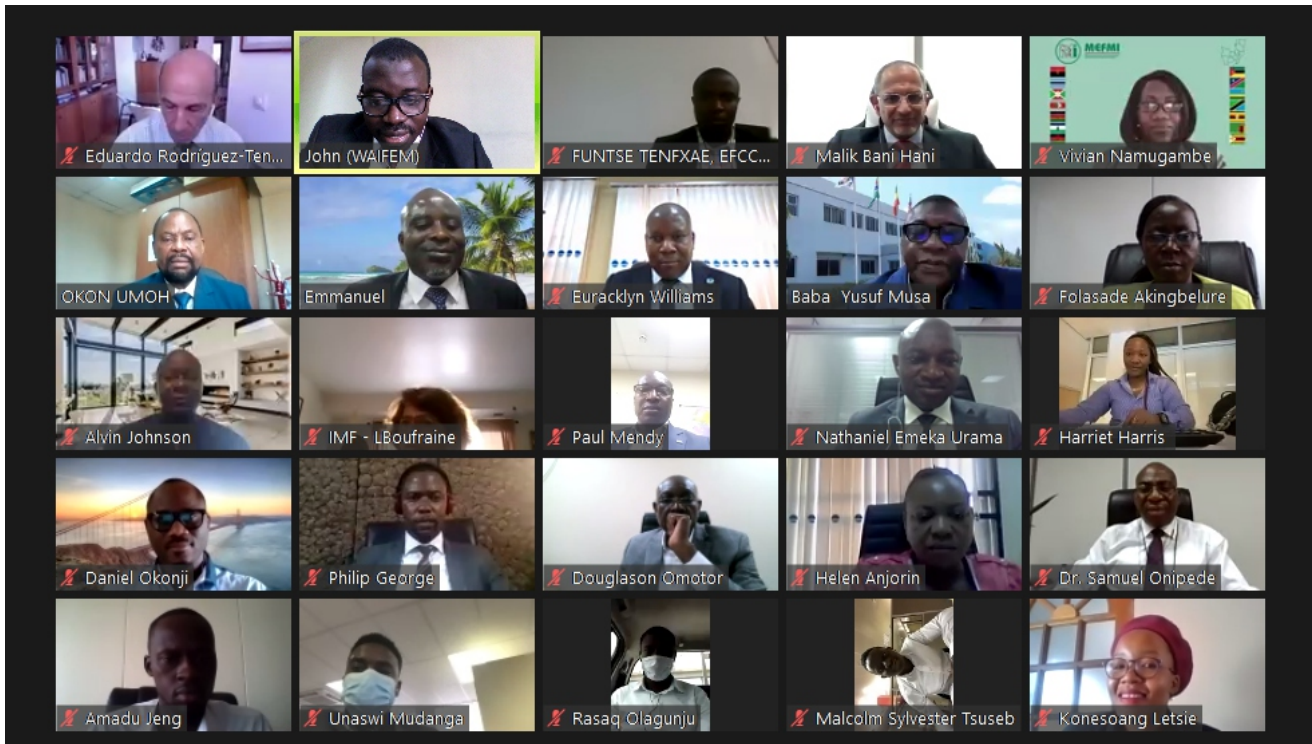 MEFMI
Eduardo Rodríguez-Ten...
John (WAIFEM)
FUNTSE TENFXAE, EFCC...
Malik Bani Hani
Vivian Namugambe
OKON UMOH
Emmanuel
Euracklyn Williams
Baba Yusuf Musa
Folasade Akingbelure
Alvin Johnson
IMF - LBoufraine
Paul Mendy
Nathaniel Emeka Urama
Harriet Harris
Daniel Okonji
Philip George
Douglason Omotor
Helen Anjorin
Dr. Samuel Onipede
Amadu Jeng
Unaswi Mudanga
Rasaq Olagunju
Malcolm Sylvester Tsuseb
Konesoang Letsie